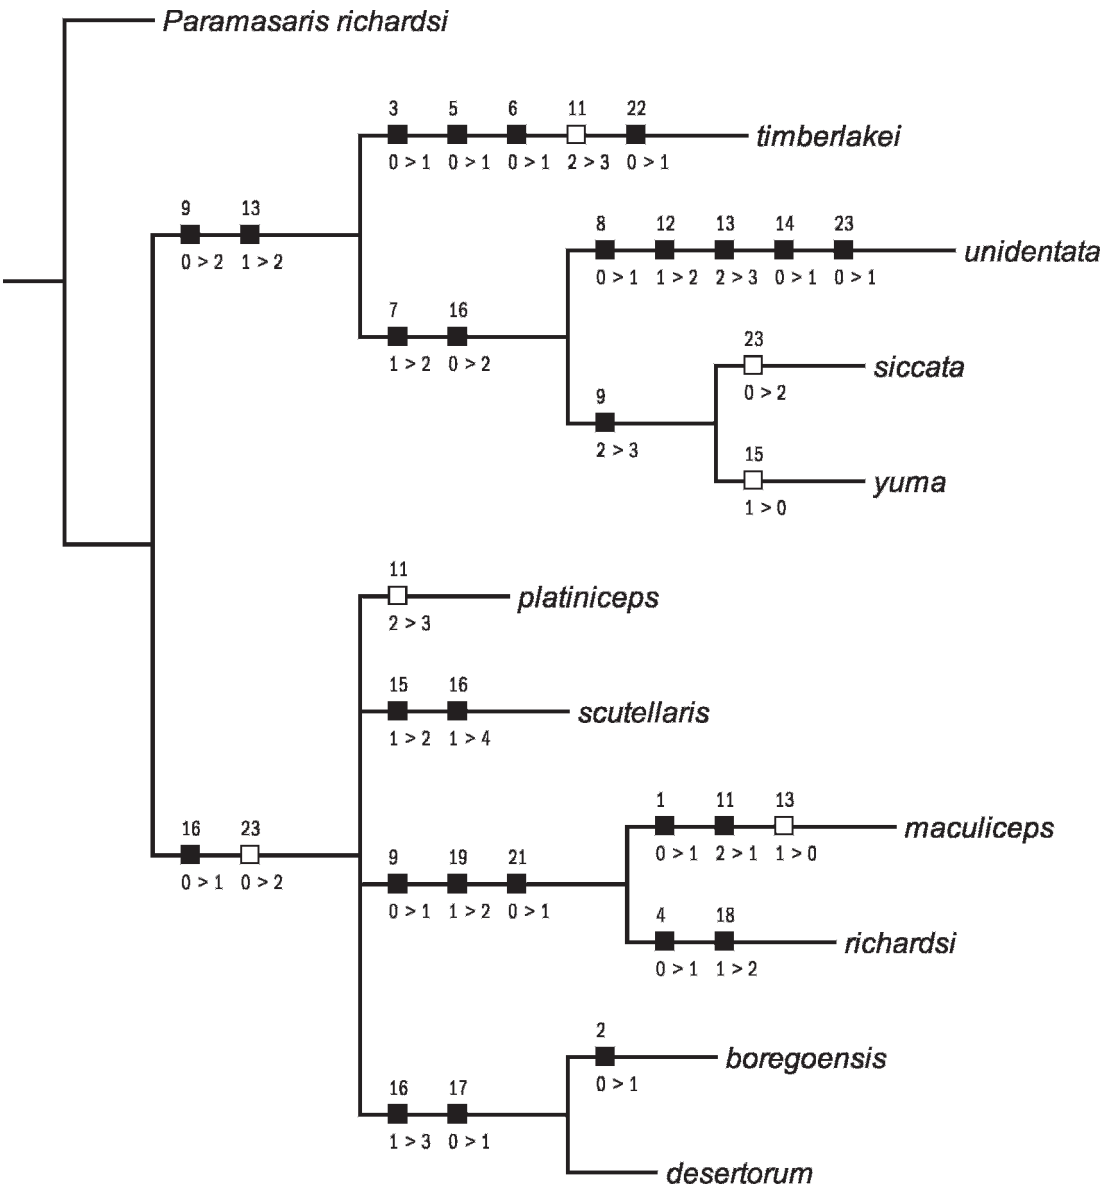 Paramasaris richardsi
3 5 6 11 22
timberlakei
0 > 1 0 > 1 0 > 1 2 > 3 0 > 1
9 13
0 > 2 1 > 2
8 12 13 14 23
unidentata
0 > 1 1 > 2 2 > 3 0 > 1 0 > 1
7 16
1 > 2 0 > 2
23
siccata
0 > 2
9
2 > 3
15
yuma
1 > 0
11
platiniceps
2 > 3
15 16
scutellaris
1 > 2 1 > 4
1 11 13
maculiceps
0 > 1 2 > 1 1 > 0
16 23
0 > 1 0 > 2
9 19 21
0 > 1 1 > 2 0 > 1
4 18
richardsi
0 > 1 1 > 2
2
boregoensis
0 > 1
16 17
1 > 3 0 > 1
desertorum